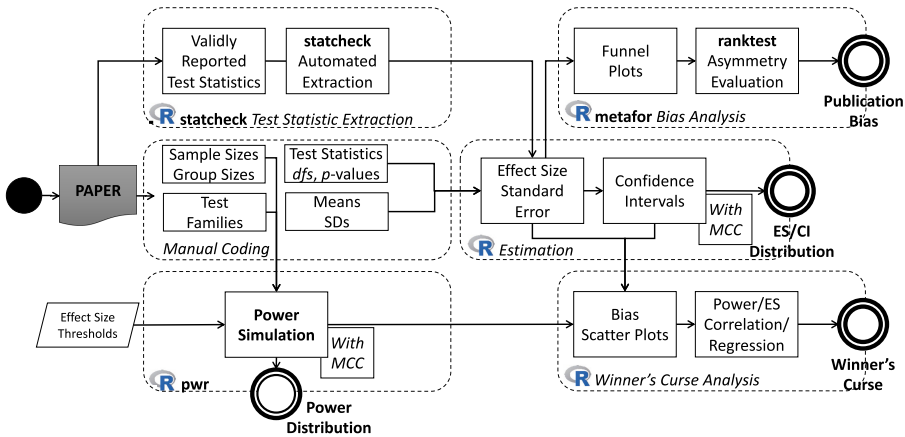 Validly
Reported
Test Statistics
statcheck
Automated
Extraction
R statcheck Test Statistic Extraction
Funnel
Plots
ranktest
Asymmetry
Evaluation
R metafor Bias Analysis
Publication
Bias
PAPER
Sample Sizes
Group Sizes
Test Statistics
dfs, p-values
Test
Families
Means
SDs
Manual Coding
Effect Size
Standard
Error
Confidence
Intervals
With
MCC
R Estimation
ES/CI
Distribution
Effect Size
Thresholds
Power
Simulation
With
MCC
R pwr
Power
Distribution
Bias
Scatter Plots
Power/ES
Correlation/
Regression
R Winner's Curse Analysis
Winner's
Curse